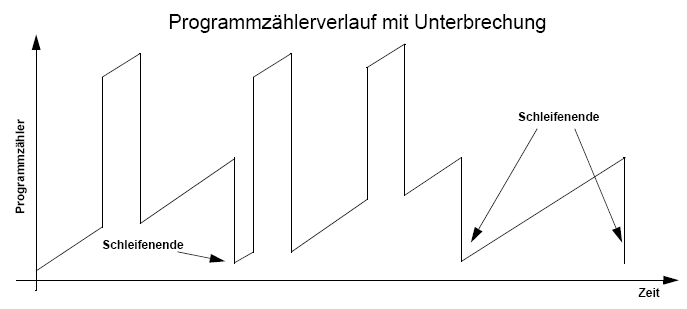 Programmzählerverlauf mit Unterbrechung
Programmzähler
Schleifenende
Schleifenende
Zeit